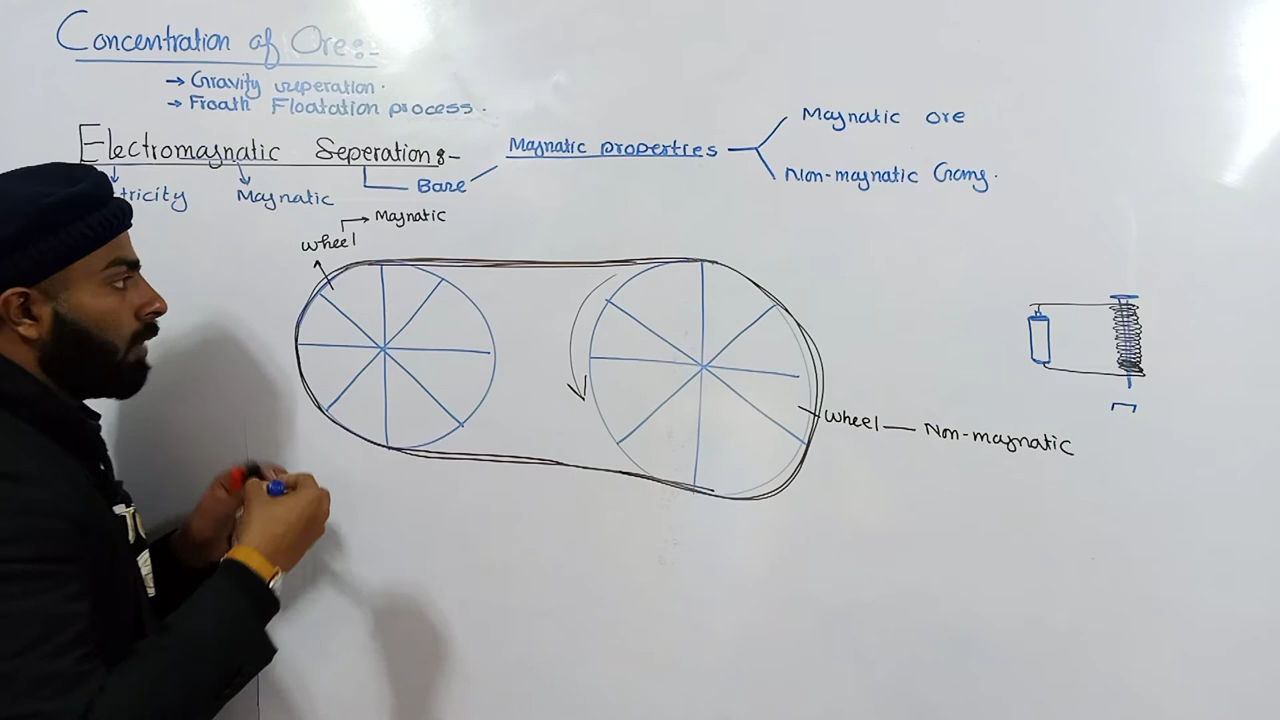 Concentration of Ore:-
→ Gravity seperation.
→ Froath Floatation process.
Electromagnatic Seperation:-
tricity
Magnatic
Base
Magnatic properties
Magnatic ore
Non-magnatic Gang.
wheel → Magnatic
wheel — Non-magnatic